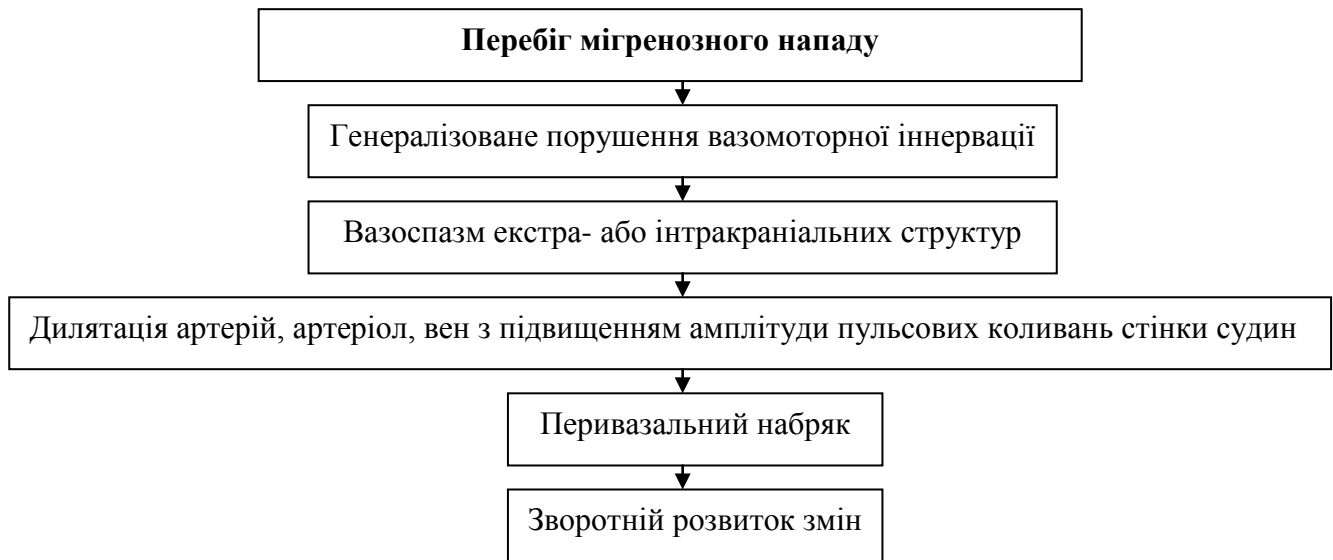 Перебіг мігренозного нападу
Генералізоване порушення вазомоторної іннервації
Вазоспазм екстра- або інтракраніальних структур
Дилятація артерій, артеріол, вен з підвищенням амплітуди пульсових коливань стінки судин
Перивазальний набряк
Зворотній розвиток змін